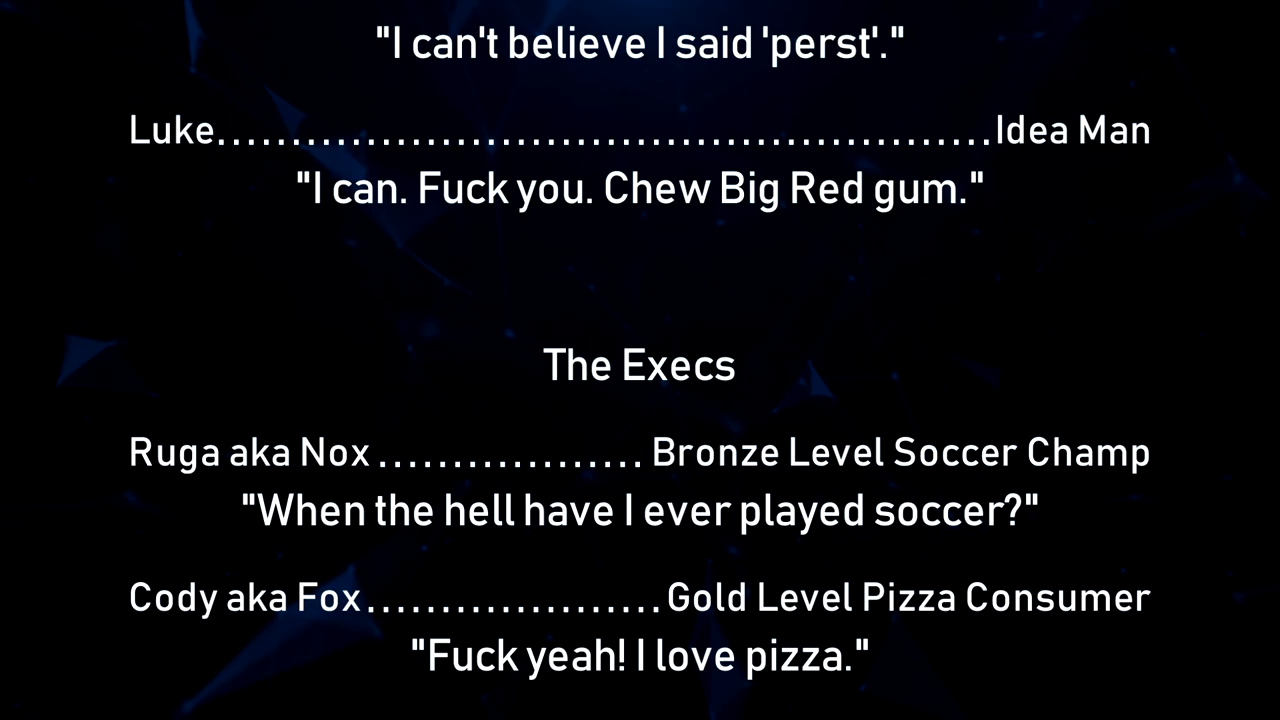 "I can't believe I said 'perst'."
Luke....................................................Idea Man
"I can. Fuck you. Chew Big Red gum."
The Execs
Ruga aka Nox .................. Bronze Level Soccer Champ
"When the hell have I ever played soccer?"
Cody aka Fox....................Gold Level Pizza Consumer
"Fuck yeah! I love pizza."